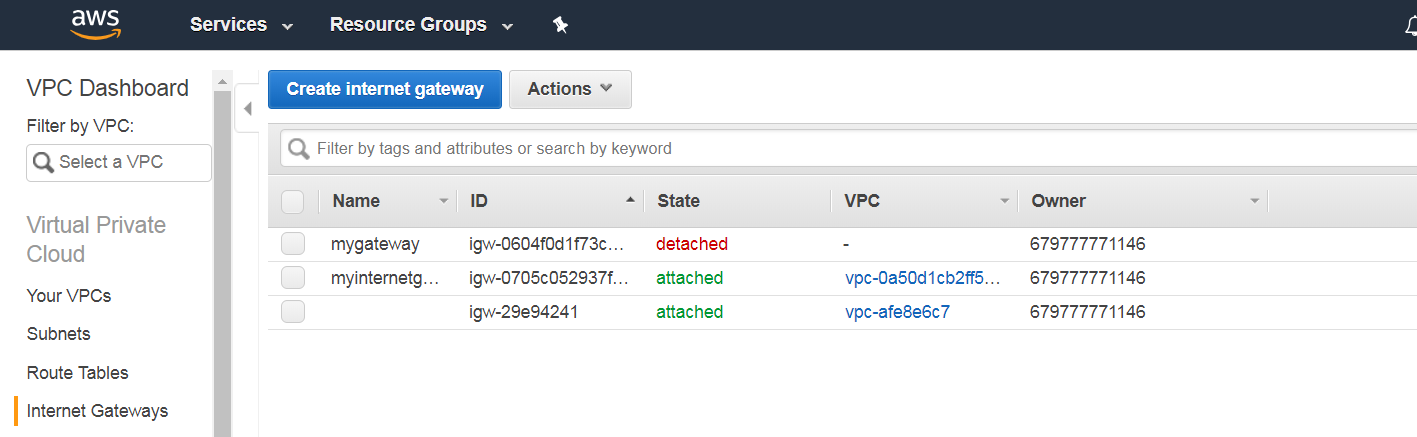 aws Services Resource Groups
VPC Dashboard
Filter by VPC:
Select a VPC
Virtual Private
Cloud
Your VPCs
Subnets
Route Tables
Internet Gateways
Create internet gateway Actions
Filter by tags and attributes or search by keyword
Name ID State VPC Owner
mygateway igw-0604f0d1f73c... detached - 679777771146
myinternetg... igw-0705c052937f... attached vpc-0a50d1cb2ff5... 679777771146
igw-29e94241 attached vpc-afe8e6c7 679777771146